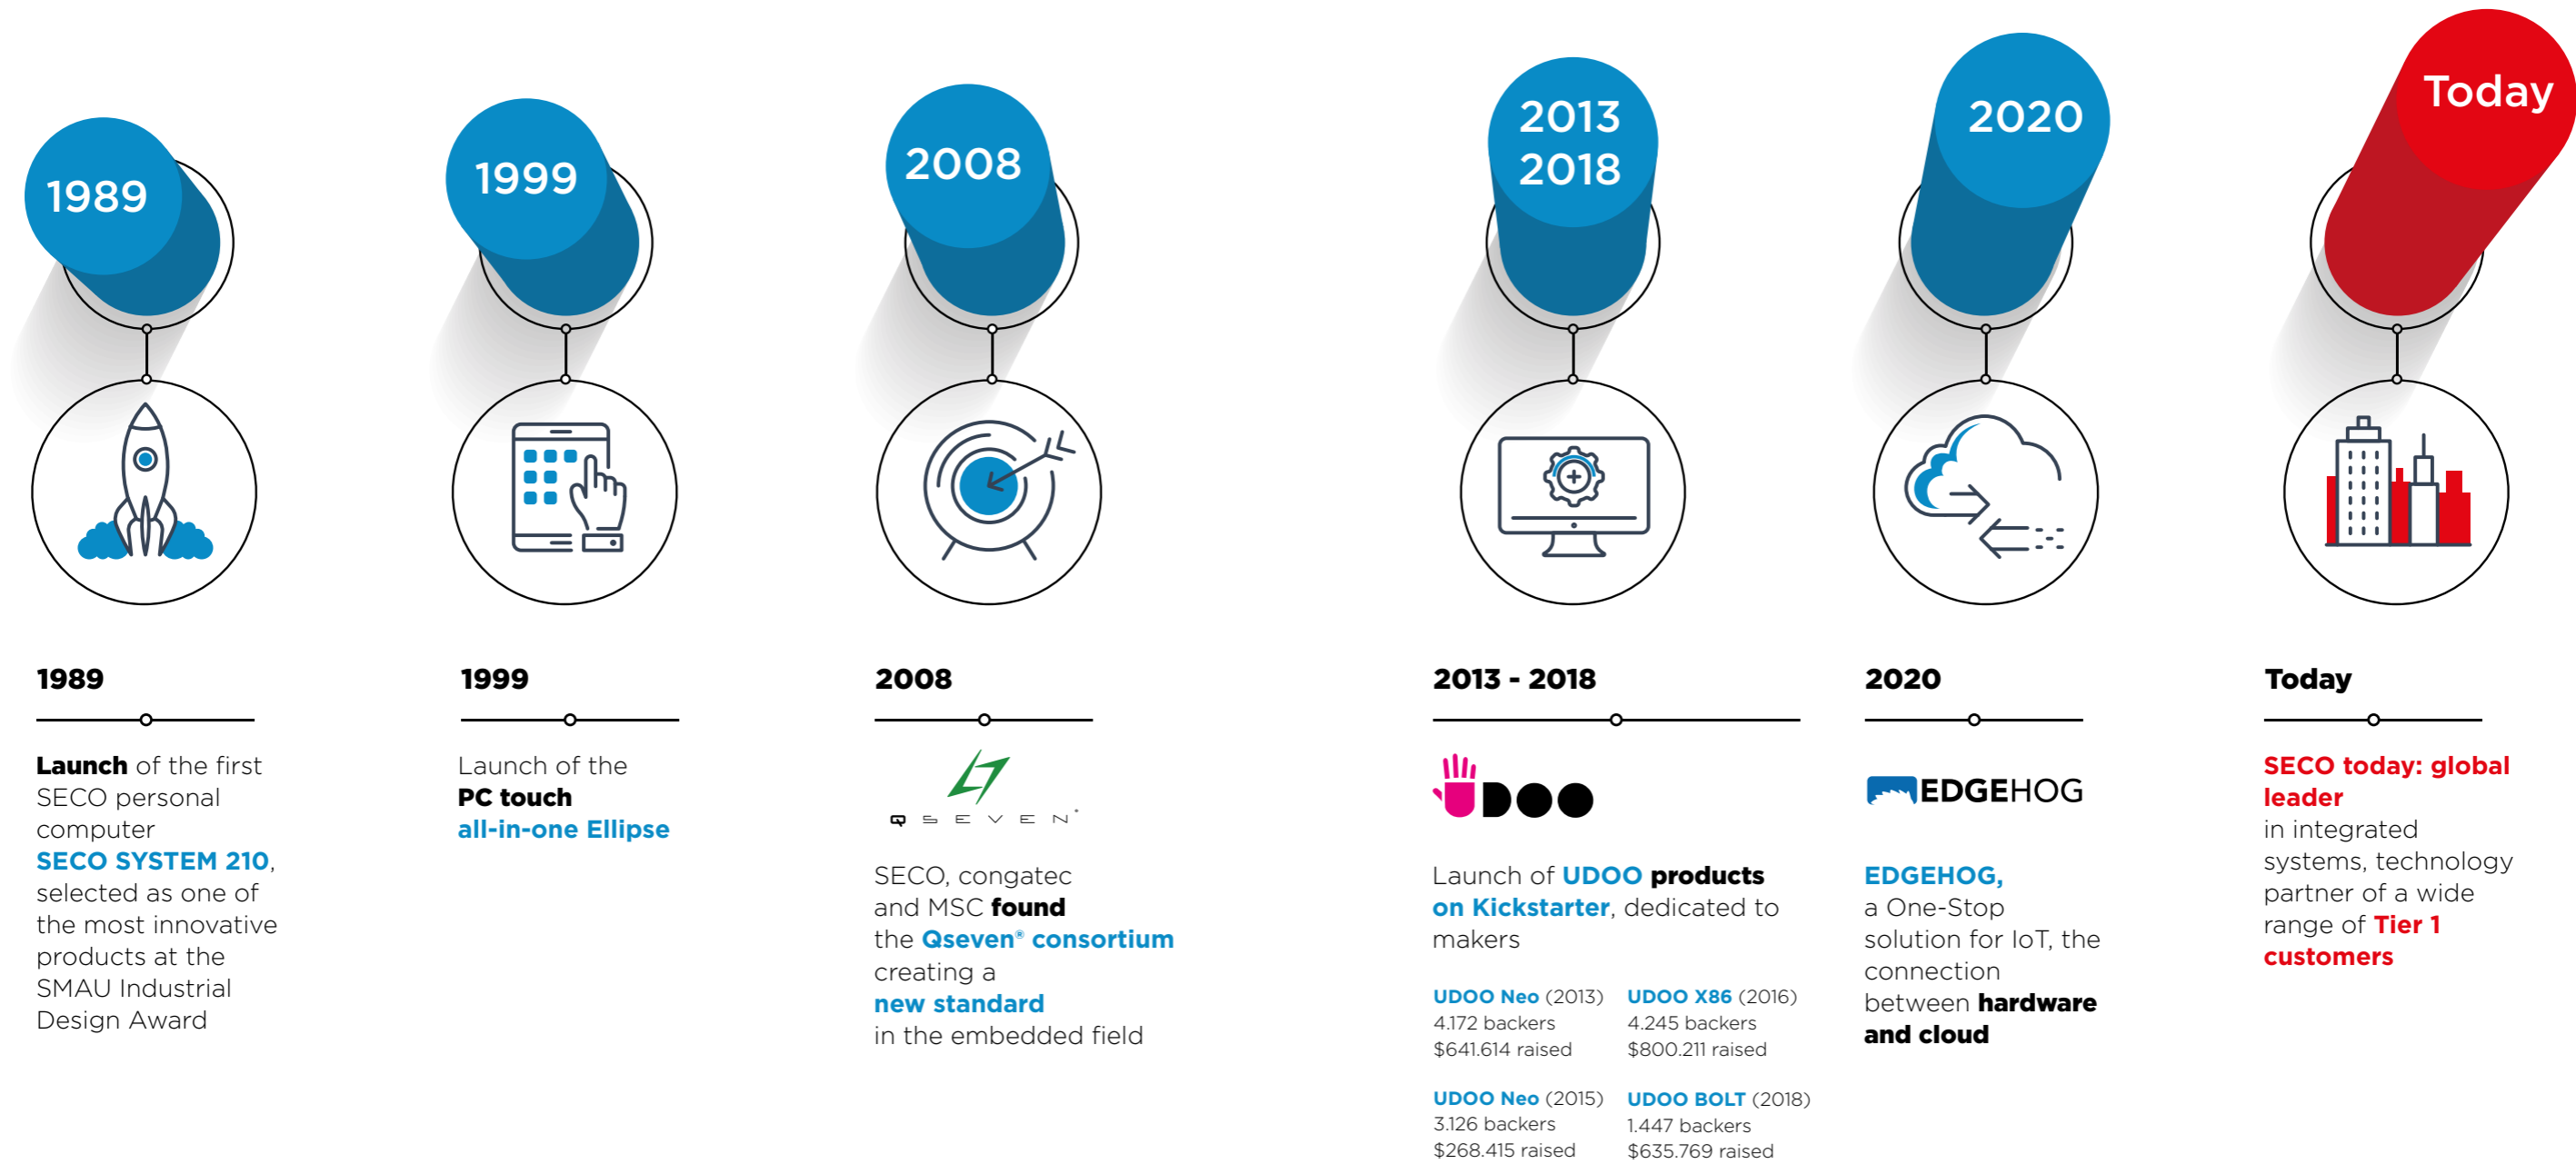 1989
1999
2008
2013
2018
2020
Today
1989
Launch of the first
SECO personal
computer
SECO SYSTEM 210,
selected as one of
the most innovative
products at the
SMAU Industrial
Design Award
1999
Launch of the
PC touch
all-in-one Ellipse
2008
QSEVEN®
SECO, congatec
and MSC found
the Qseven® consortium
creating a
new standard
in the embedded field
2013 - 2018
UDOO
Launch of UDOO products
on Kickstarter, dedicated to
makers
UDOO Neo (2013)
4.172 backers
$641.614 raised
UDOO X86 (2016)
4.245 backers
$800.211 raised
UDOO Neo (2015)
3.126 backers
$268.415 raised
UDOO BOLT (2018)
1.447 backers
$635.769 raised
2020
EDGEHOG
EDGEHOG,
a One-Stop
solution for IoT, the
connection
between hardware
and cloud
Today
SECO today: global
leader
in integrated
systems, technology
partner of a wide
range of Tier 1
customers